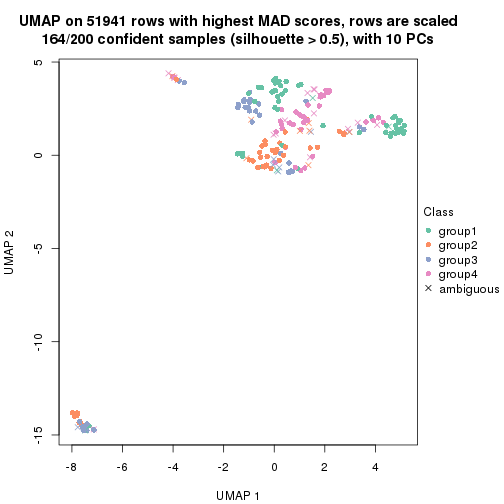 UMAP on 51941 rows with highest MAD scores, rows are scaled
164/200 confident samples (silhouette > 0.5), with 10 PCs
5
0
-5
-10
-15
UMAP 2
-8
-6
-4
-2
0
2
4
UMAP 1
Class
group1
group2
group3
group4
ambiguous